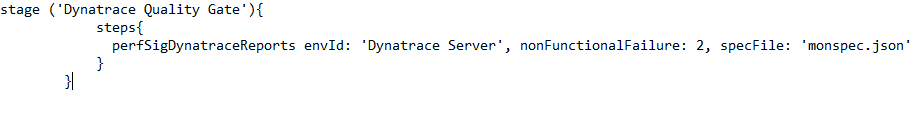 stage ('Dynatrace Quality Gate'){
steps{
perfSigDynatraceReports envId: 'Dynatrace Server', nonFunctionalFailure: 2, specFile: 'monspec.json'
}
}